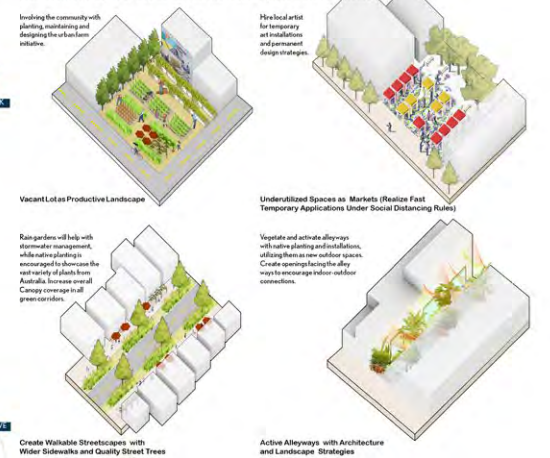 Involving the community with
planting, maintaining and
designing the urban farm
initiative.
Hire local artist
for temporary
art installations
and permanent
design strategies.
Vacant Lot as Productive Landscape
Underutilized Spaces as Markets (Realize Fast
Temporary Applications Under Social Distancing Rules)
Rain gardens will help with
stormwater management,
while native planting is
encouraged to showcase the
vast variety of plants from
Australia. Increase overall
Canopy coverage in all
green corridors.
Vegetate and activate alleyways
with native planting and installations,
utilizing them as new outdoor spaces.
Create openings facing the alley
ways to encourage indoor-outdoor
connections.
Create Walkable Streetscapes with
Wider Sidewalks and Quality Street Trees
Active Alleyways with Architecture
and Landscape Strategies